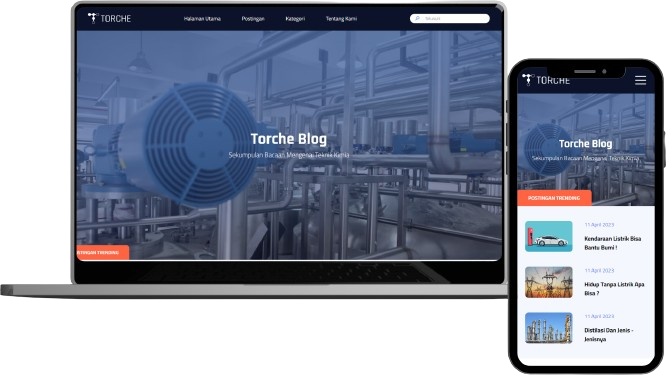 TORCHE
Halaman Utama
Postingan
Kategori
Tentang Kami
Torche Blog
Sekumpulan Bacaan Mengenai Teknik Kimia
POSTINGAN TRENDING
TORCHE
Torche Blog
Sekumpulan Bacaan Mengenai Teknik Kimia
POSTINGAN TRENDING
11 April 2023
Kendaraan Listrik Bisa
Bantu Bumi !
11 April 2023
Hidup Tanpa Listrik Apa
Bisa ?
11 April 2023
Distilasi Dan Jenis -
Jenisnya